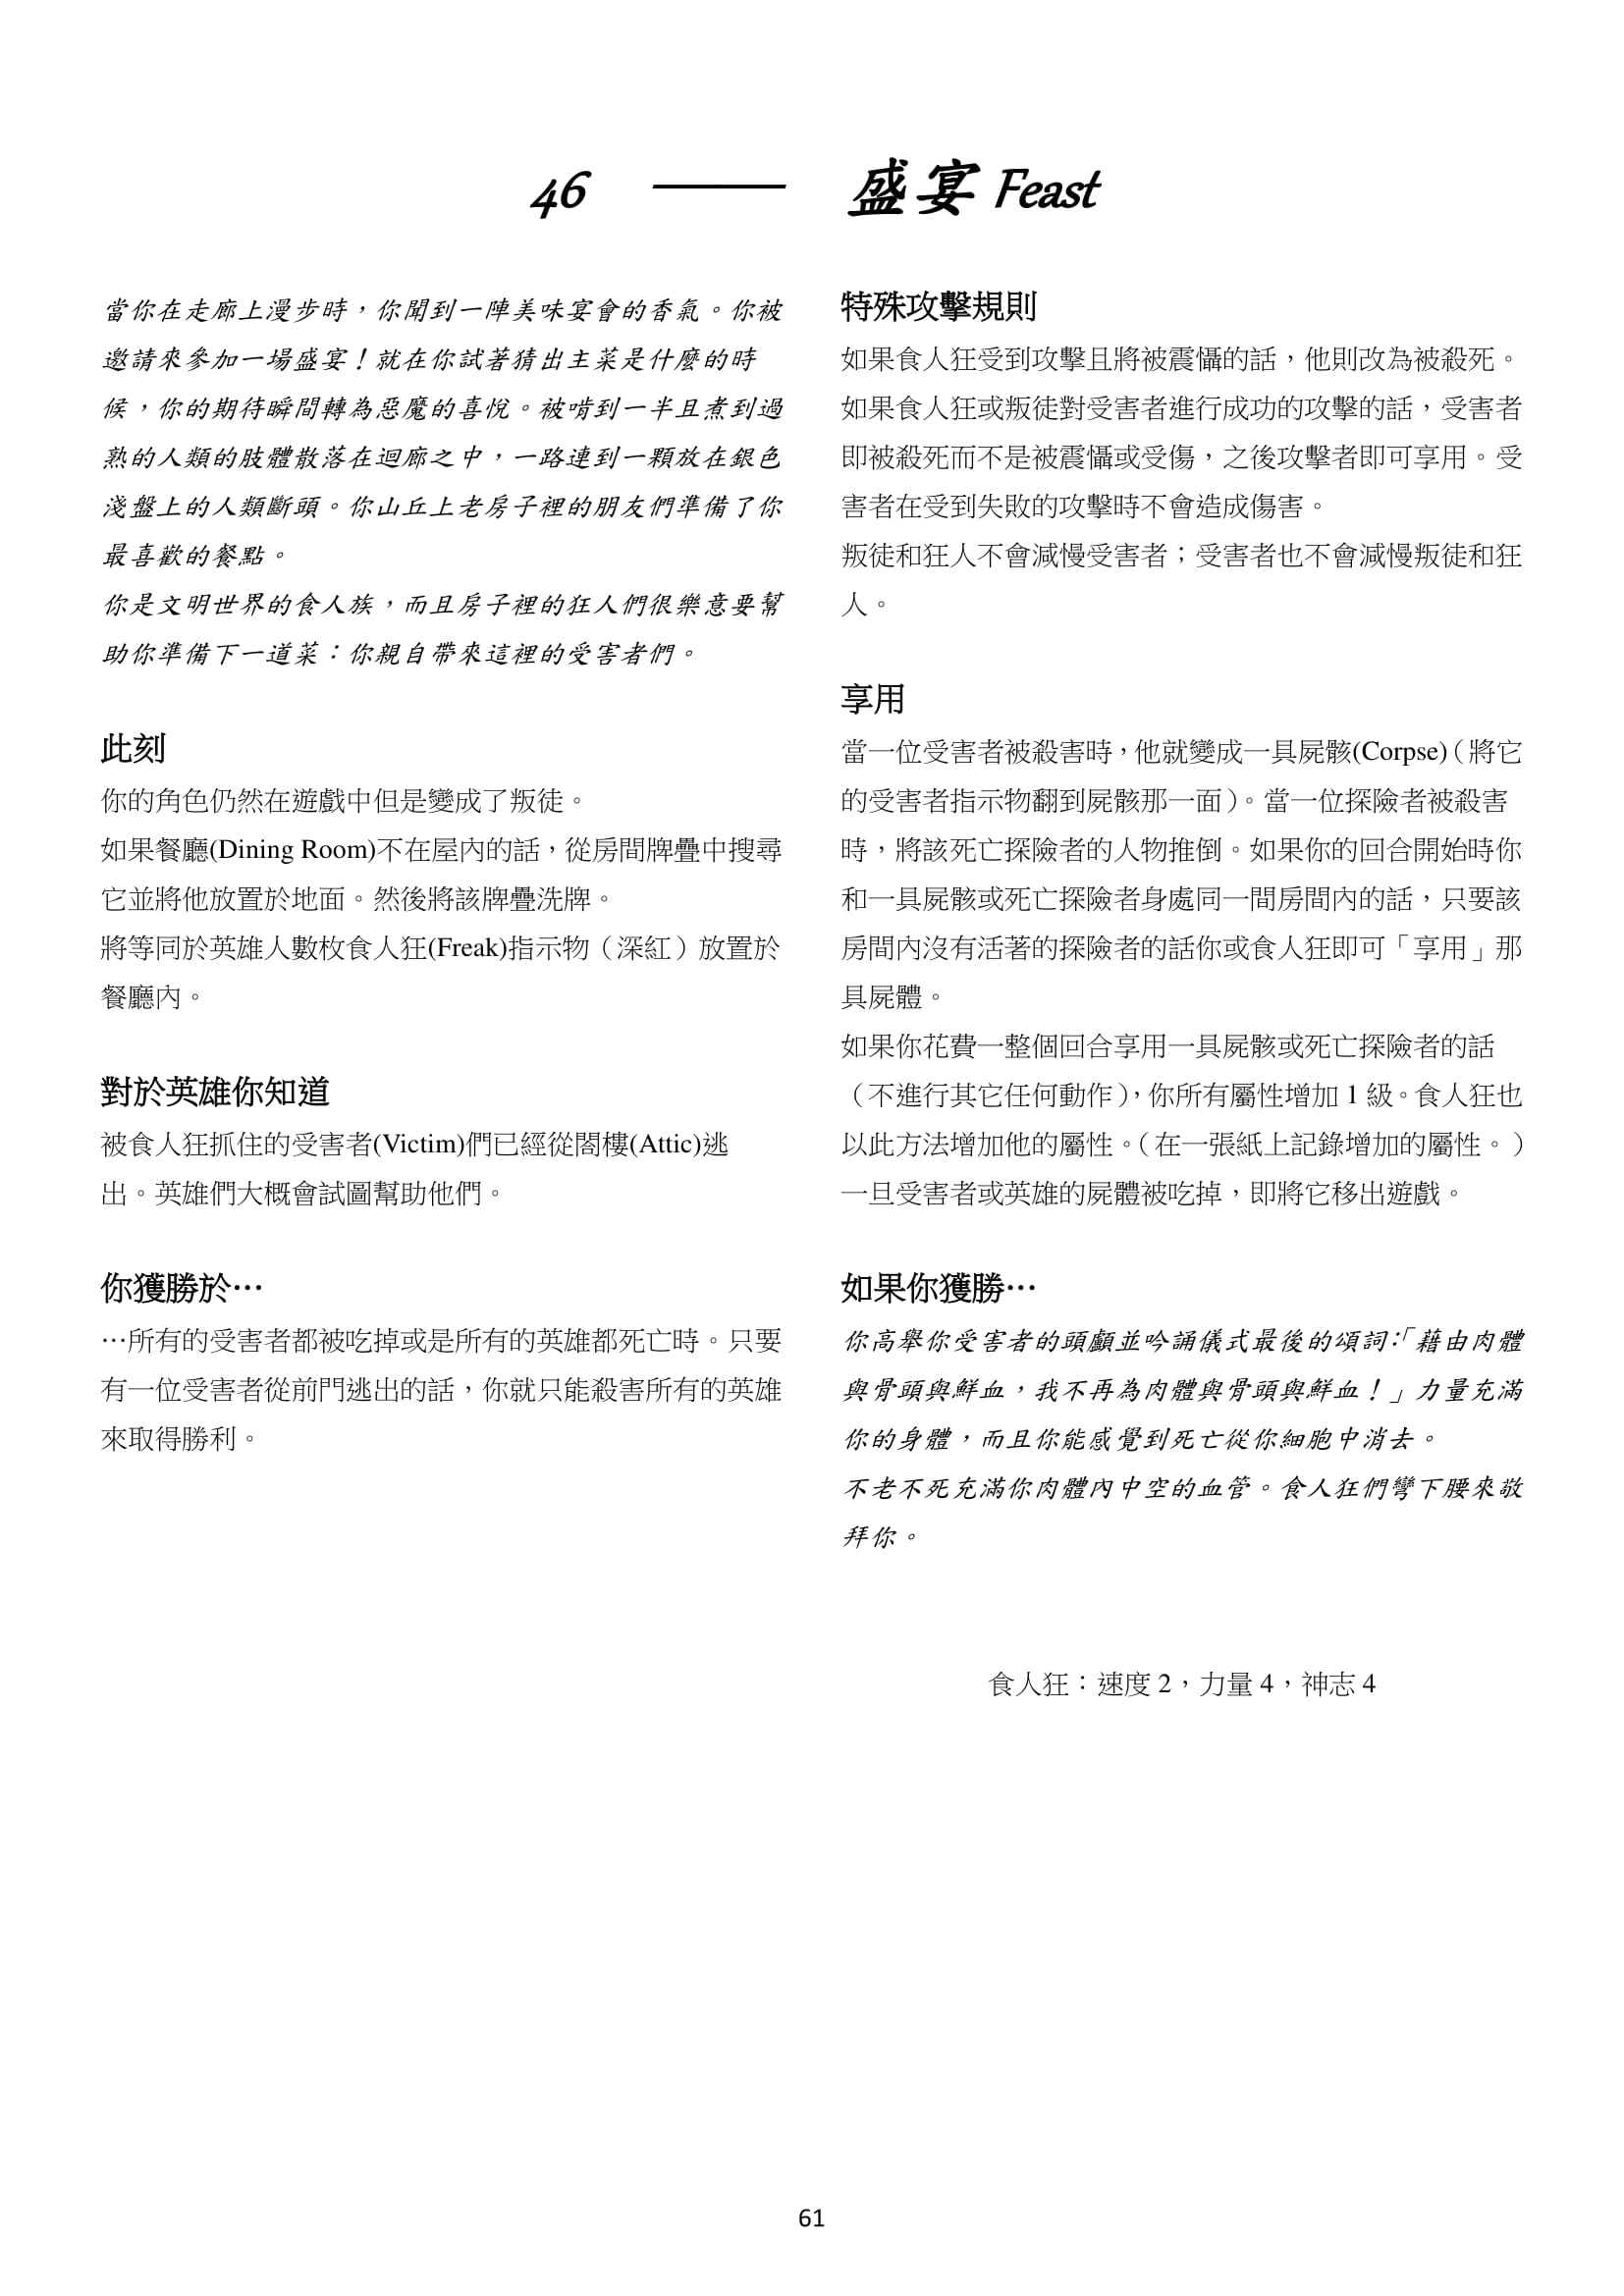 46 —— 盛宴 Feast
當你在走廊上漫步時，你聞到一陣美味宴會的香氣。你被
邀請來參加一場盛宴！就在你試著猜出主菜是什麼的時
候，你的期待瞬間轉為惡魔的喜悅。被啃到一半且煮到過
熟的人類的肢體散落在迴廊之中，一路連到一顆放在銀色
淺盤上的人類斷頭。你山丘上老房子裡的朋友們準備了你
最喜歡的餐點。
你是文明世界的食人族，而且房子裡的狂人們很樂意要幫
助你準備下一道菜：你親自帶來這裡的受害者們。
此刻
你的角色仍然在遊戲中但是變成了叛徒。
如果餐廳(Dining Room)不在屋內的話，從房間牌疊中搜尋
它並將他放置於地面。然後將該牌疊洗牌。
將等同於英雄人數枚食人狂(Freak)指示物（深紅）放置於
餐廳內。
對於英雄你知道
被食人狂抓住的受害者(Victim)們已經從閣樓(Attic)逃
出。英雄們大概會試圖幫助他們。
你獲勝於…
…所有的受害者都被吃掉或是所有的英雄都死亡時。只要
有一位受害者從前門逃出的話，你就只能殺害所有的英雄
來取得勝利。
特殊攻擊規則
如果食人狂受到攻擊且將被震懾的話，他則改為被殺死。
如果食人狂或叛徒對受害者進行成功的攻擊的話，受害者
即被殺死而不是被震懾或受傷，之後攻擊者即可享用。受
害者在受到失敗的攻擊時不會造成傷害。
叛徒和狂人不會減慢受害者；受害者也不會減慢叛徒和狂
人。
享用
當一位受害者被殺害時，他就變成一具屍骸(Corpse)（將它
的受害者指示物翻到屍骸那一面）。當一位探險者被殺害
時，將該死亡探險者的人物推倒。如果你的回合開始時你
和一具屍骸或死亡探險者身處同一間房間內的話，只要該
房間內沒有活著的探險者的話你或食人狂即可「享用」那
具屍體。
如果你花費一整個回合享用一具屍骸或死亡探險者的話
（不進行其它任何動作），你所有屬性增加 1 級。食人狂也
以此方法增加他的屬性。（在一張紙上記錄增加的屬性。）
一旦受害者或英雄的屍體被吃掉，即將它移出遊戲。
如果你獲勝…
你高舉你受害者的頭顱並吟誦儀式最後的頌詞：「藉由肉體
與骨頭與鮮血，我不再為肉體與骨頭與鮮血！」力量充滿
你的身體，而且你能感覺到死亡從你細胞中消去。
不老不死充滿你肉體內中空的血管。食人狂們彎下腰來敬
拜你。
食人狂：速度 2，力量 4，神志 4
61